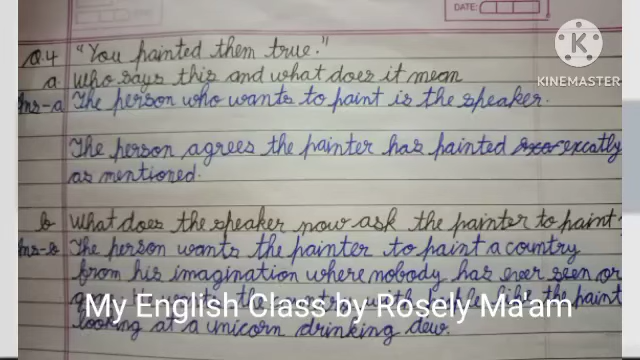 DATE:
KINEMASTER
Q.4 "You painted them true."
a. who says this and what does it mean
Ans-a The person who wants to paint is the speaker.
The person agrees the painter has painted excatly
as mentioned.
b what does the speaker now ask the painter to paint?
Ans-b The person wants the painter to paint a country
from his imagination where nobody has ever seen or
My English Class by Rosely Ma'am
looking at a unicorn drinking dew.